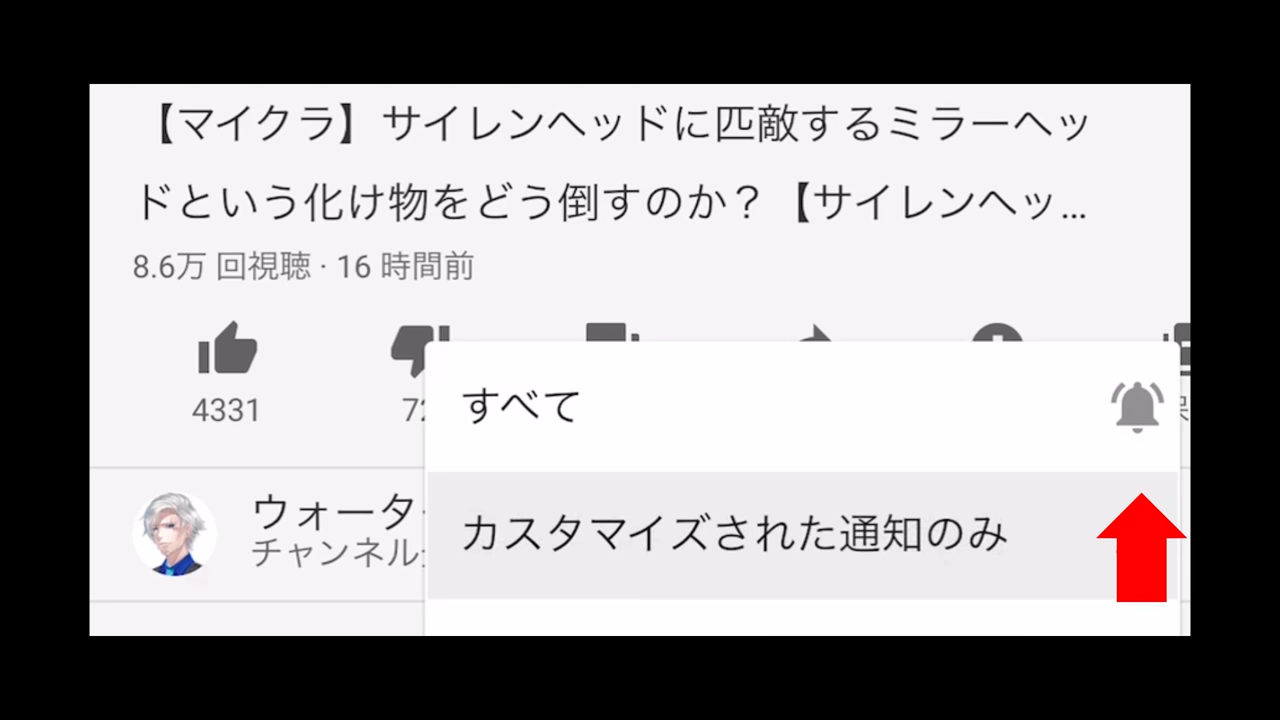 【マイクラ】サイレンヘッドに匹敵するミラーヘッ
ドという化け物をどう倒すのか？【サイレンヘッ...
8.6万 回視聴 · 16 時間前
4331
すべて
ウォータ
チャンネル
カスタマイズされた通知のみ